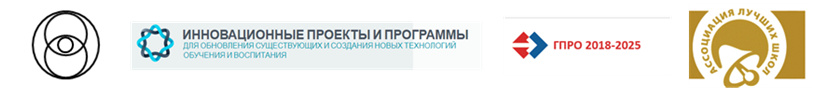 ИННОВАЦИОННЫЕ ПРОЕКТЫ И ПРОГРАММЫ
ДЛЯ ОБНОВЛЕНИЯ СУЩЕСТВУЮЩИХ И СОЗДАНИЯ НОВЫХ ТЕХНОЛОГИЙ
ОБУЧЕНИЯ И ВОСПИТАНИЯ
ГПРО 2018-2025
АССОЦИАЦИЯ ЛУЧШИХ ШКОЛ